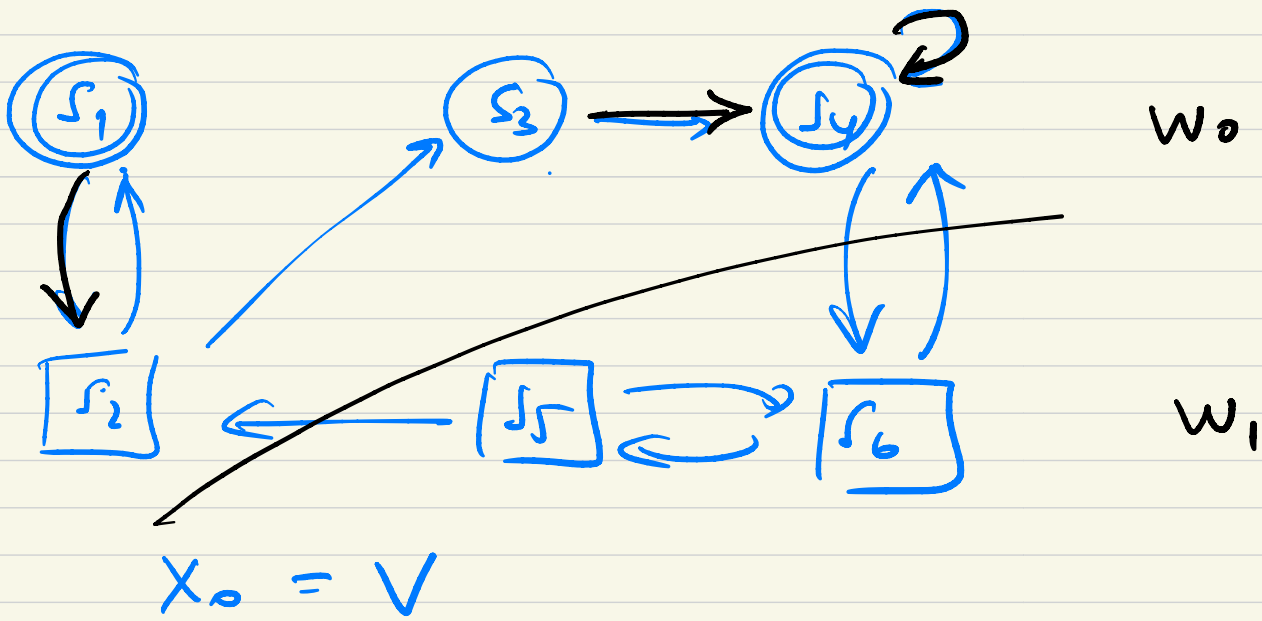 S₁ S₃ S₄ W₀
S₂ S₅ S₆ W₁
X₀ = V